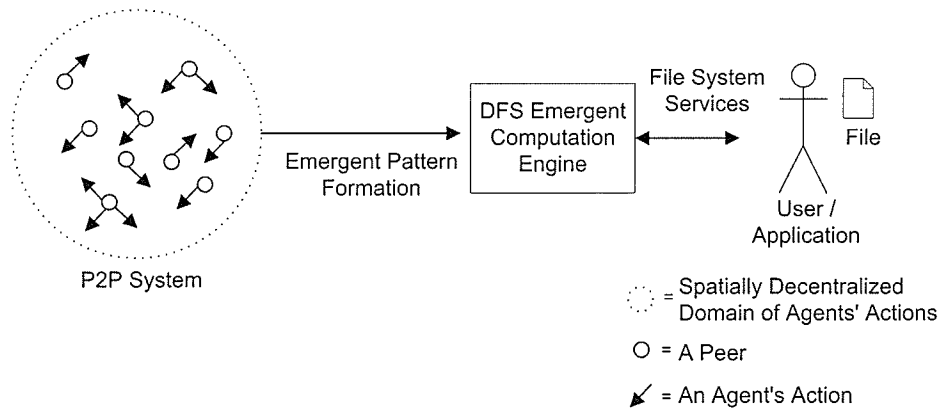 P2P System
Emergent Pattern
Formation
DFS Emergent
Computation
Engine
File System
Services
File
User /
Application
= Spatially Decentralized
Domain of Agents' Actions
= A Peer
= An Agent's Action